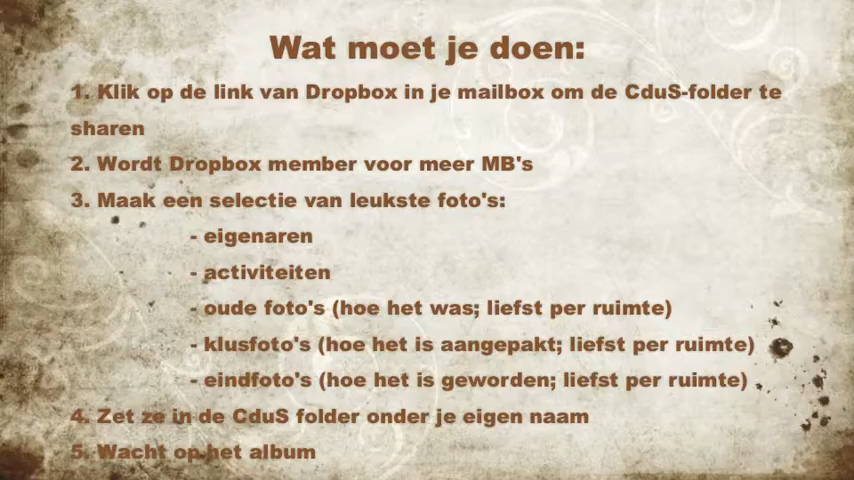 Wat moet je doen:
1. Klik op de link van Dropbox in je mailbox om de CduS-folder te
sharen
2. Wordt Dropbox member voor meer MB's
3. Maak een selectie van leukste foto's:
- eigenaren
- activiteiten
- oude foto's (hoe het was; liefst per ruimte)
- klusfoto's (hoe het is aangepakt; liefst per ruimte)
- eindfoto's (hoe het is geworden; liefst per ruimte)
4. Zet ze in de CduS folder onder je eigen naam
5. Wacht op het album